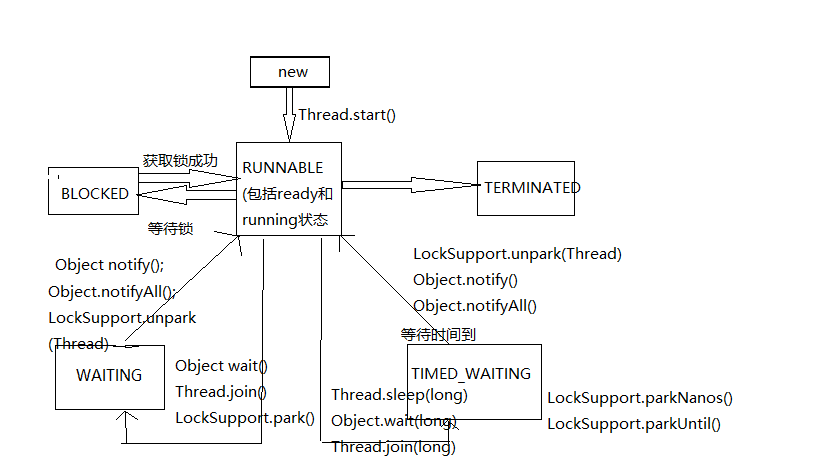 new
Thread.start()
获取锁成功
RUNNABLE
(包括ready和
running状态
BLOCKED
TERMINATED
等待锁
Object notify();
Object.notifyAll();
LockSupport.unpark
(Thread)
LockSupport.unpark(Thread)
Object.notify()
Object.notifyAll()
等待时间到
WAITING
Object wait()
Thread.join()
LockSupport.park()
TIMED_WAITING
Thread.sleep(long)
Object.wait(long)
Thread.join(long)
LockSupport.parkNanos()
LockSupport.parkUntil()